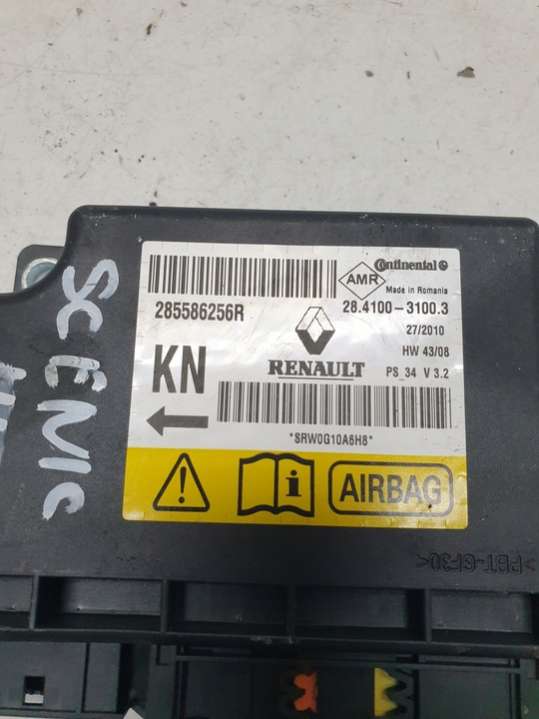 Continental
AMR
Made in Romania
285586256R
28.4100-3100.3
27/2010
KN
RENAULT
HW 43/08
PS_34 V 3.2
*SRW0G10A6H8*
i
AIRBAG
>PBT-GF30<
SCENIC